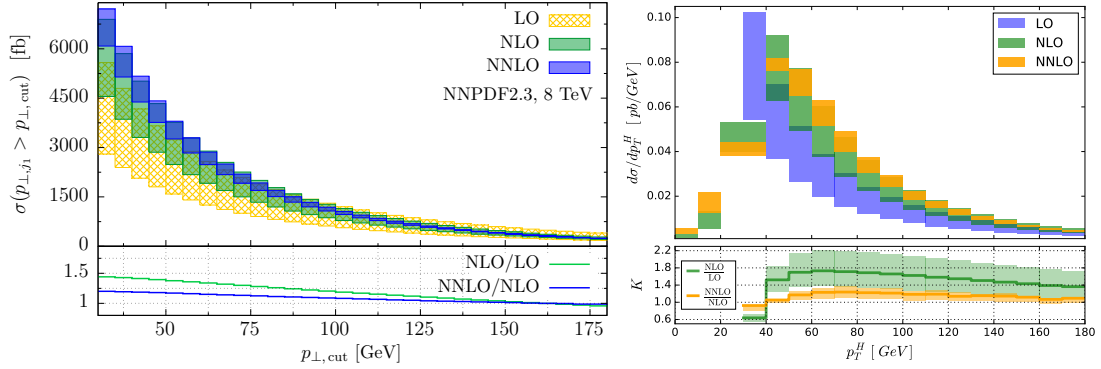 LO
NLO
NNLO
NNPDF2.3, 8 TeV
σ(p⊥,j1 > p⊥,cut) [fb]
6000
4500
3000
1500
0
NLO/LO
NNLO/NLO
1.5
1
50 75 100 125 150 175
p⊥,cut [GeV]
LO
NLO
NNLO
dσ/dp_T^H [ pb/GeV]
0.10
0.08
0.06
0.04
0.02
K
2.2
1.8
1.4
1.0
0.6
NLO/LO
NNLO/NLO
0 20 40 60 80 100 120 140 160 180
p_T^H [ GeV]